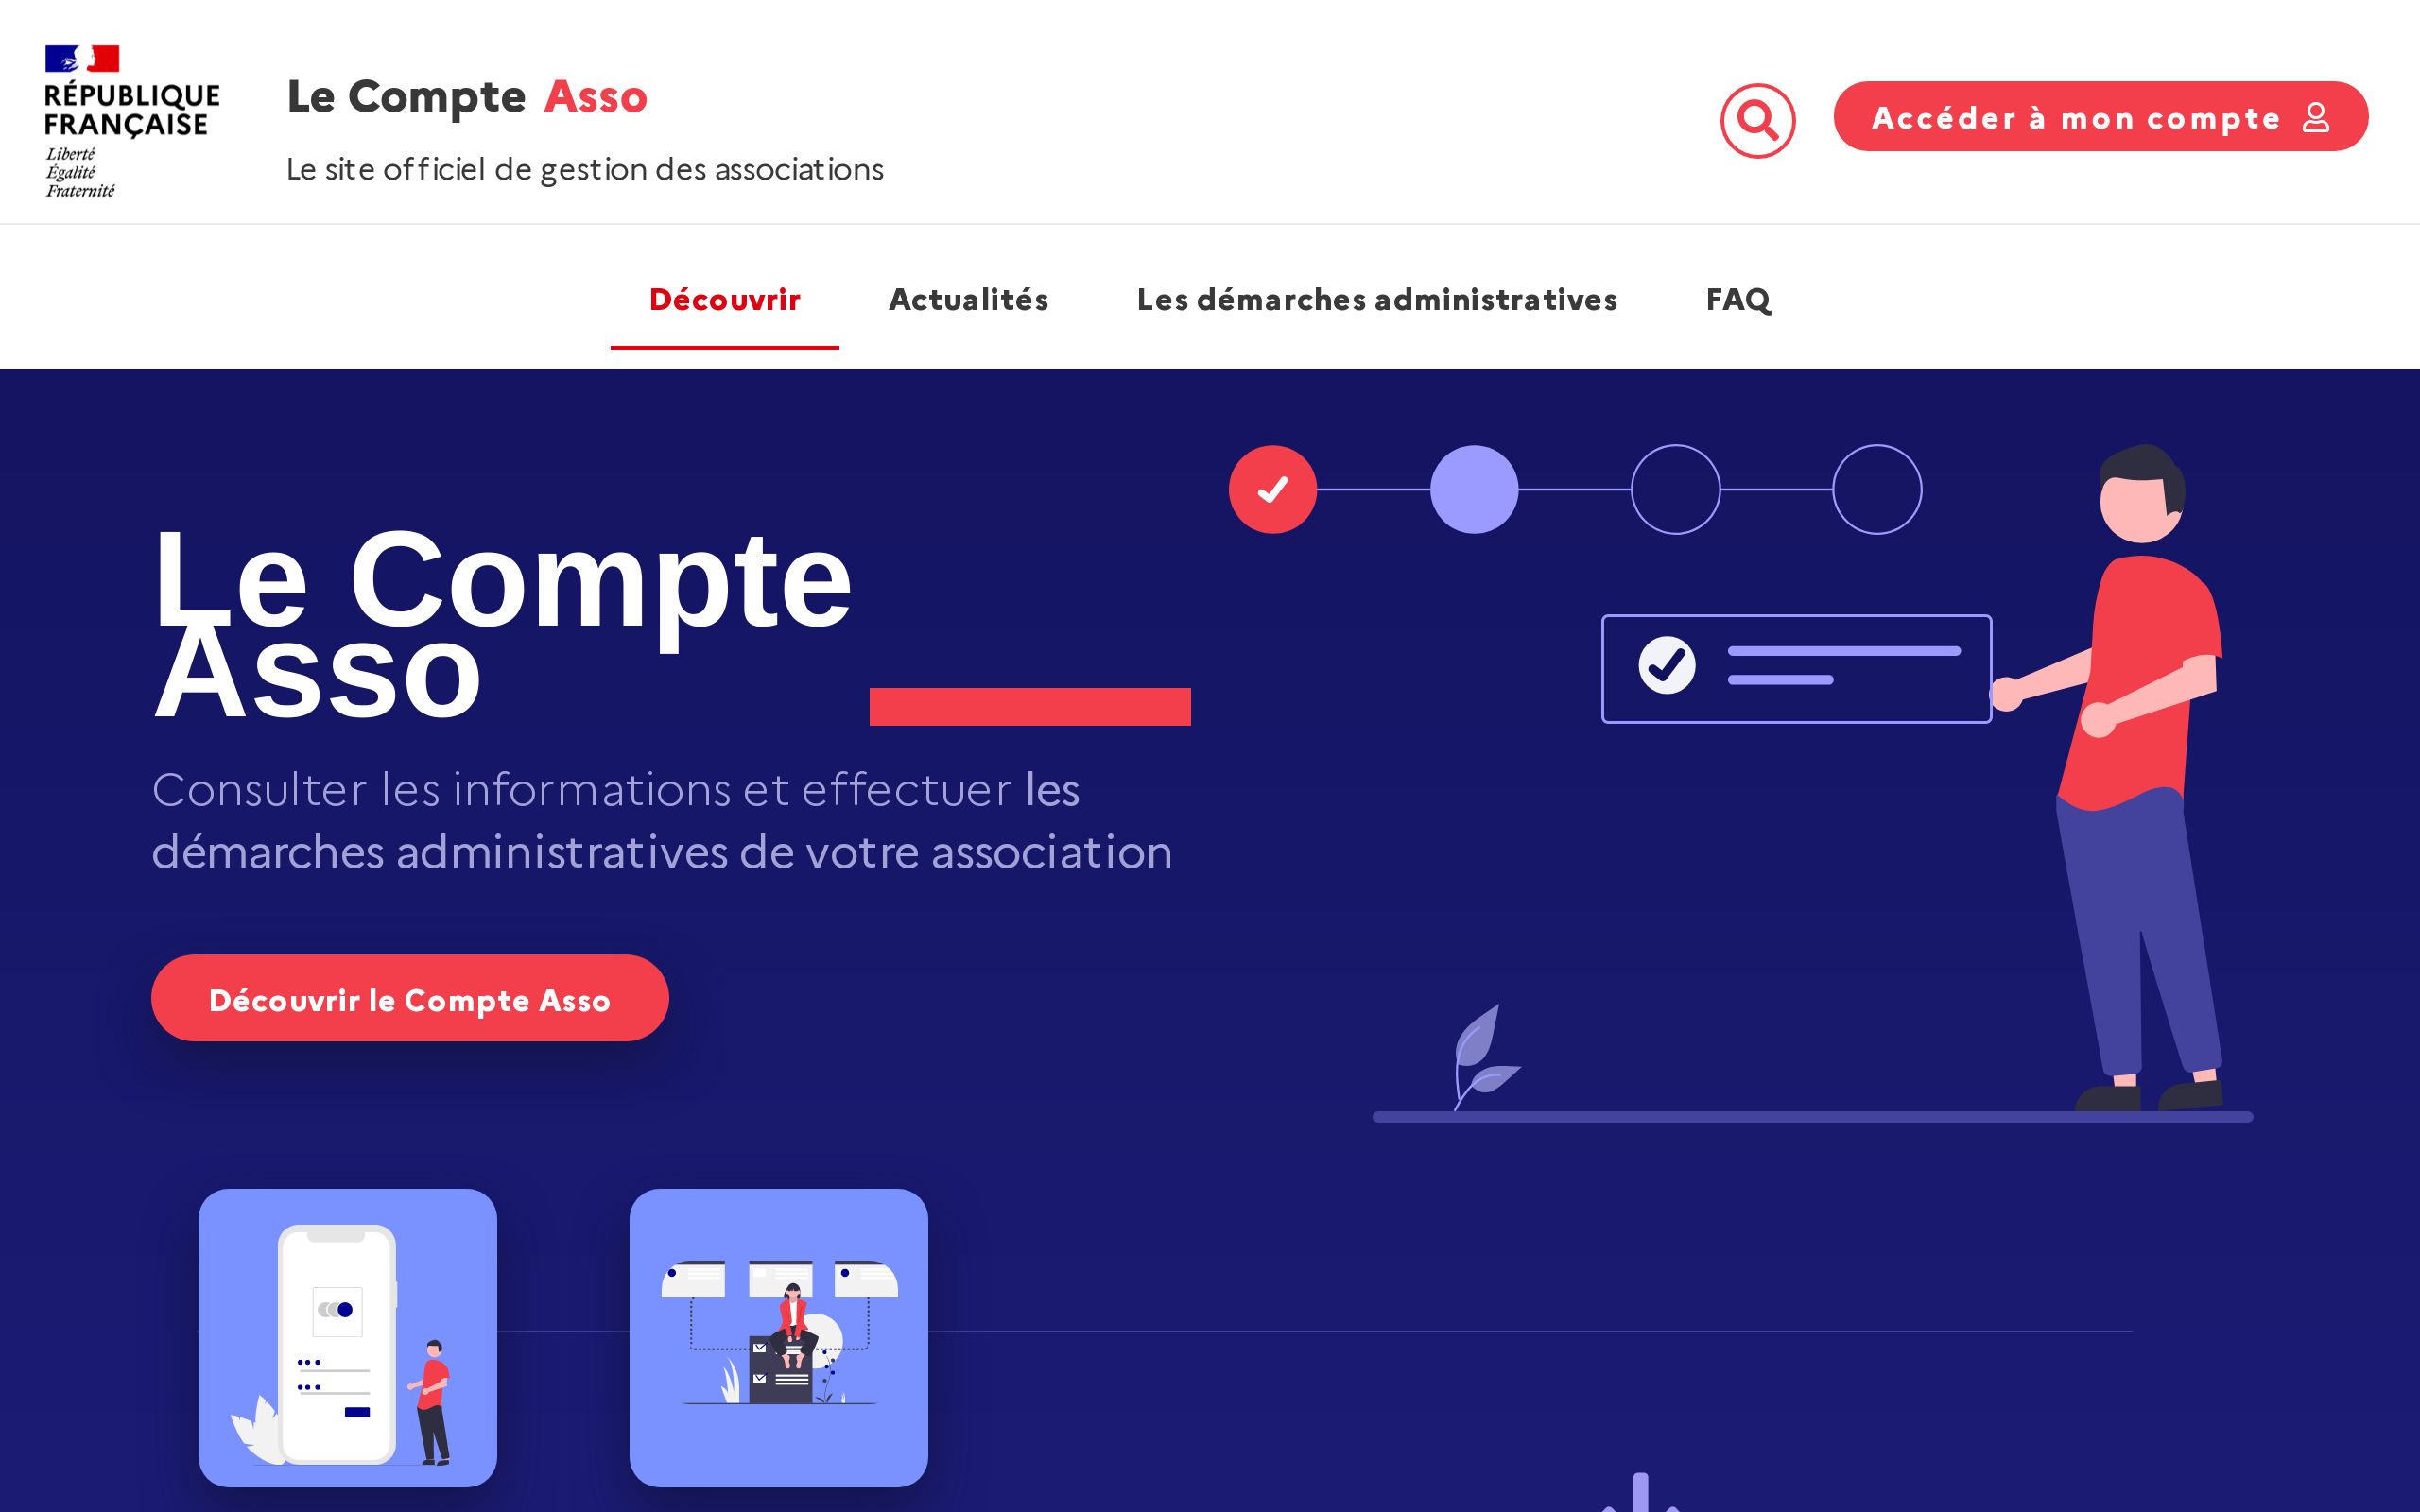 RÉPUBLIQUE
FRANÇAISE
Liberté
Égalité
Fraternité
Le Compte Asso
Le site officiel de gestion des associations
Accéder à mon compte
Découvrir
Actualités
Les démarches administratives
FAQ
Le Compte
Asso
Consulter les informations et effectuer les
démarches administratives de votre association
Découvrir le Compte Asso